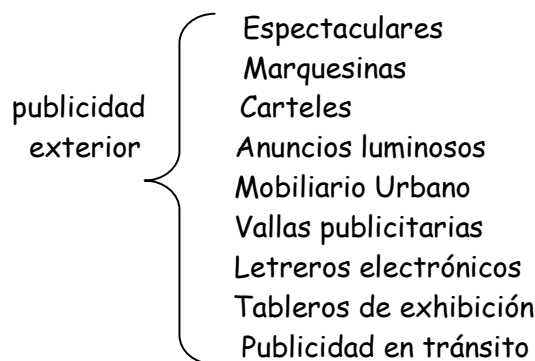 publicidad
exterior
Espectaculares
Marquesinas
Carteles
Anuncios luminosos
Mobiliario Urbano
Vallas publicitarias
Letreros electrónicos
Tableros de exhibición
Publicidad en tránsito